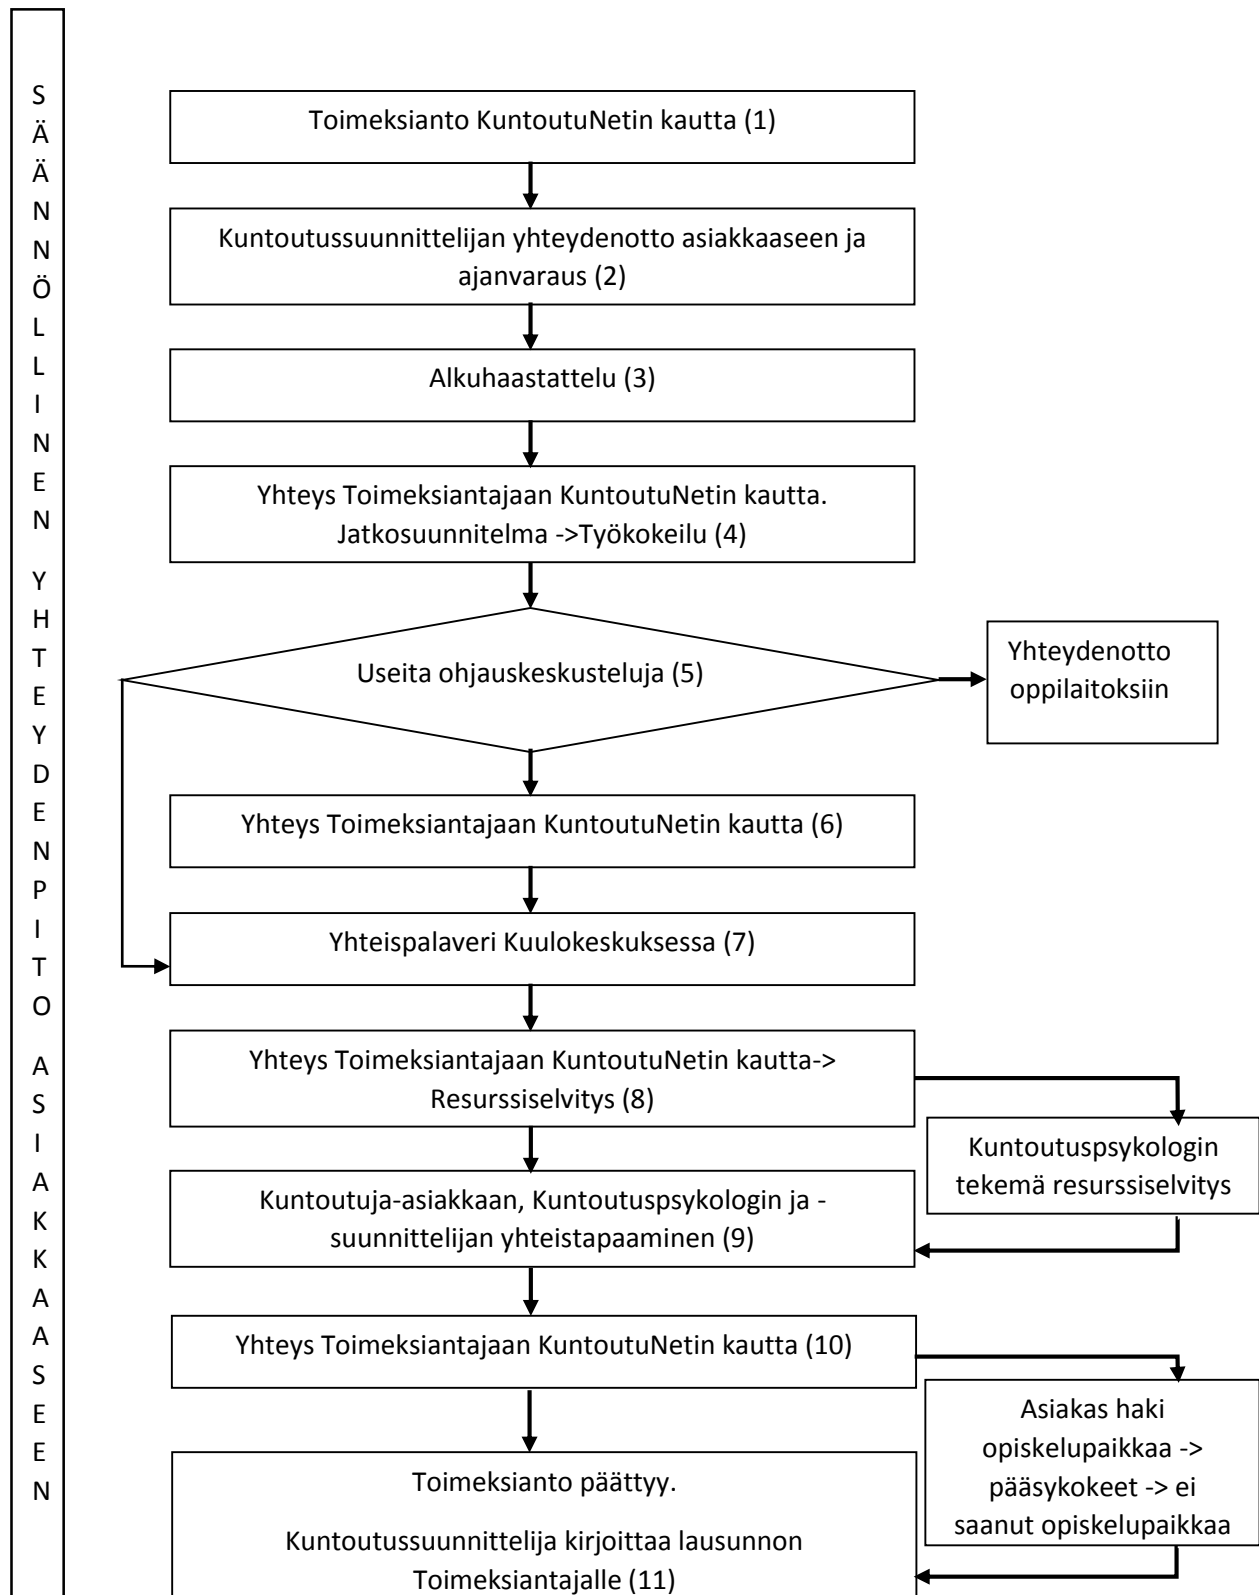 SÄÄNNÖLLINEN YHTEYDENPITO ASIAKKAASEEN
Toimeksianto KuntoutuNetin kautta (1)
Kuntoutussuunnittelijan yhteydenotto asiakkaaseen ja
ajanvaraus (2)
Alkuhaastattelu (3)
Yhteys Toimeksiantajaan KuntoutuNetin kautta.
Jatkosuunnitelma ->Työkokeilu (4)
Useita ohjauskeskusteluja (5)
Yhteydenotto
oppilaitoksiin
Yhteys Toimeksiantajaan KuntoutuNetin kautta (6)
Yhteispalaveri Kuulokeskuksessa (7)
Yhteys Toimeksiantajaan KuntoutuNetin kautta->
Resurssiselvitys (8)
Kuntoutuspsykologin
tekemä resurssiselvitys
Kuntoutuja-asiakkaan, Kuntoutuspsykologin ja -
suunnittelijan yhteistapaaminen (9)
Yhteys Toimeksiantajaan KuntoutuNetin kautta (10)
Asiakas haki
opiskelupaikkaa ->
pääsykokeet -> ei
saanut opiskelupaikkaa
Toimeksianto päättyy.
Kuntoutussuunnittelija kirjoittaa lausunnon
Toimeksiantajalle (11)